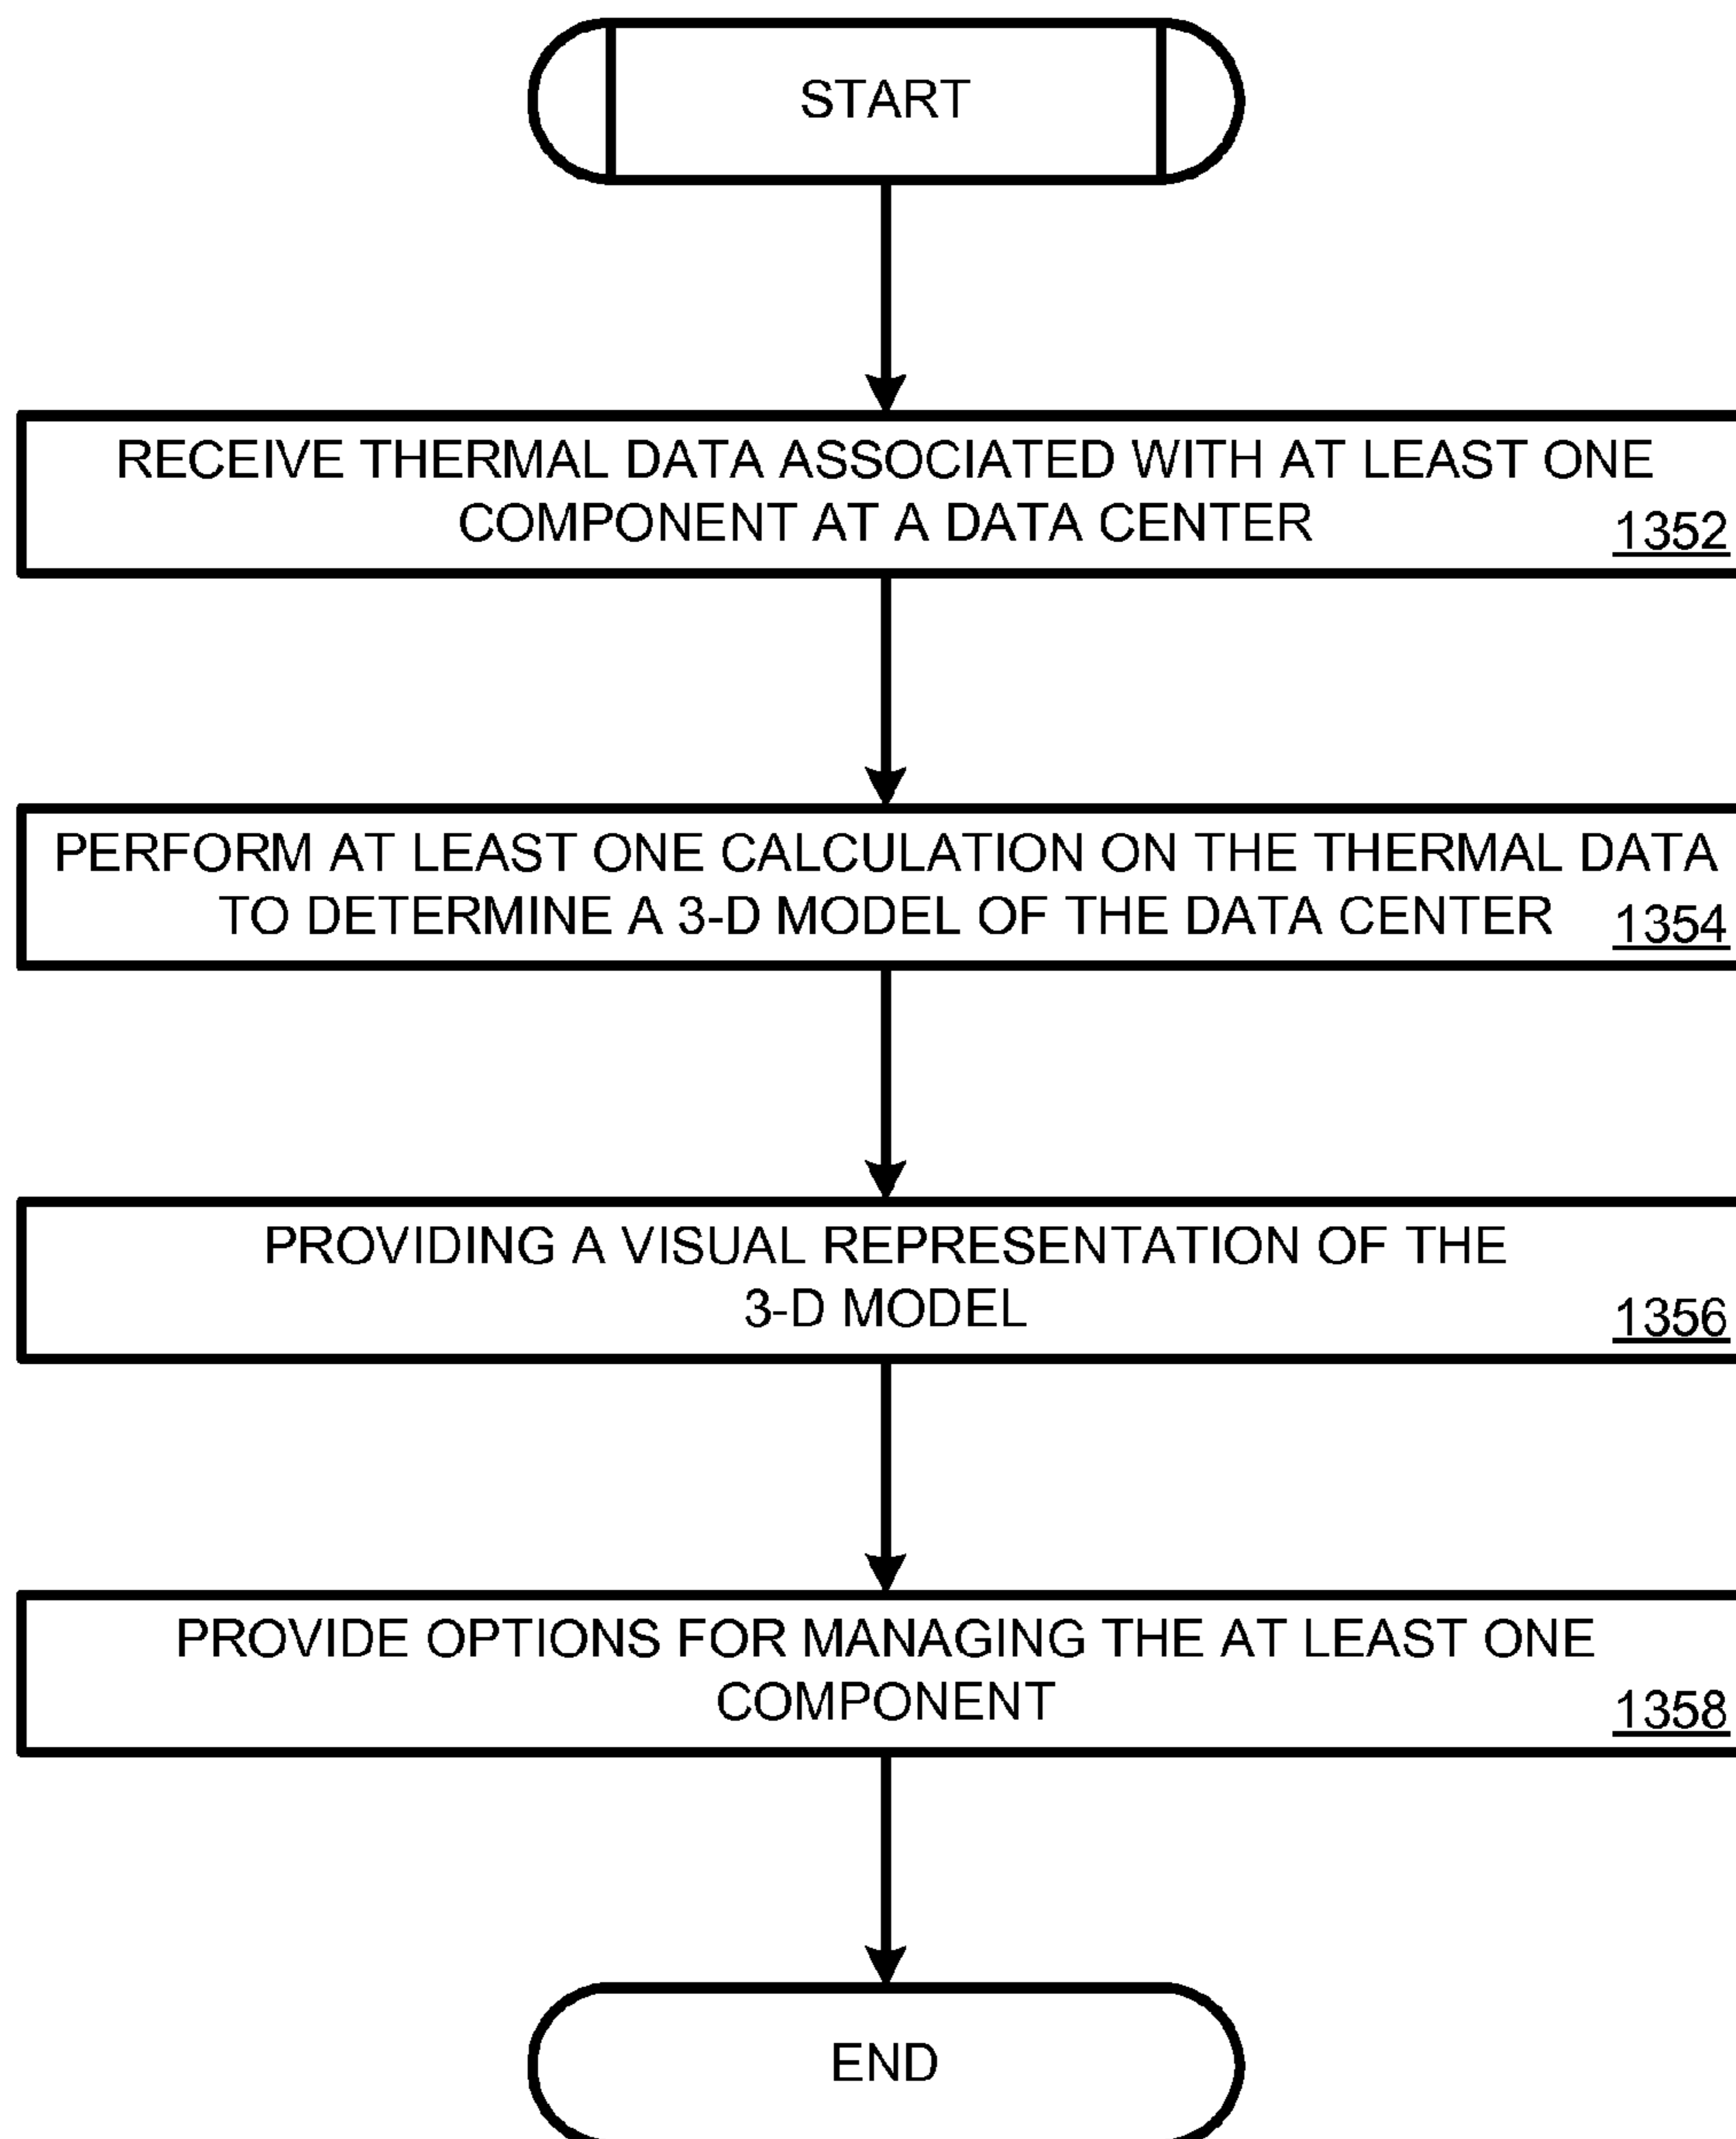 START
RECEIVE THERMAL DATA ASSOCIATED WITH AT LEAST ONE
COMPONENT AT A DATA CENTER
1352
PERFORM AT LEAST ONE CALCULATION ON THE THERMAL DATA
TO DETERMINE A 3-D MODEL OF THE DATA CENTER
1354
PROVIDING A VISUAL REPRESENTATION OF THE
3-D MODEL
1356
PROVIDE OPTIONS FOR MANAGING THE AT LEAST ONE
COMPONENT
1358
END